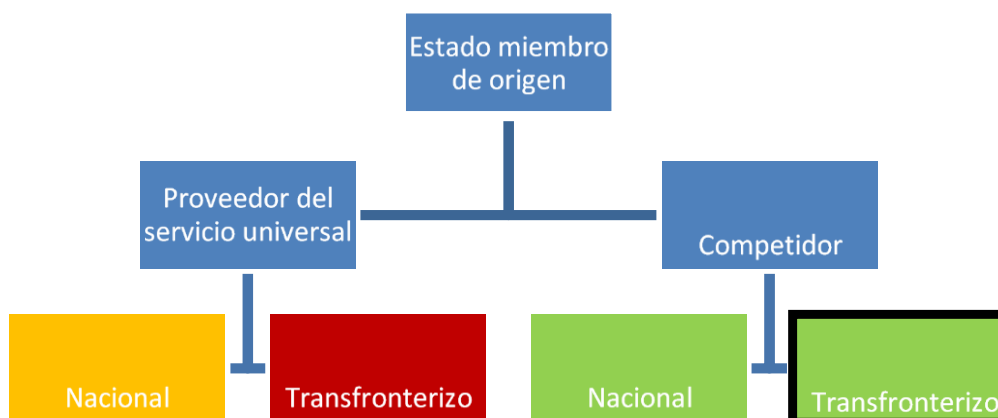 Estado miembro
de origen
Proveedor del
servicio universal
Competidor
Nacional
Transfronterizo
Nacional
Transfronterizo